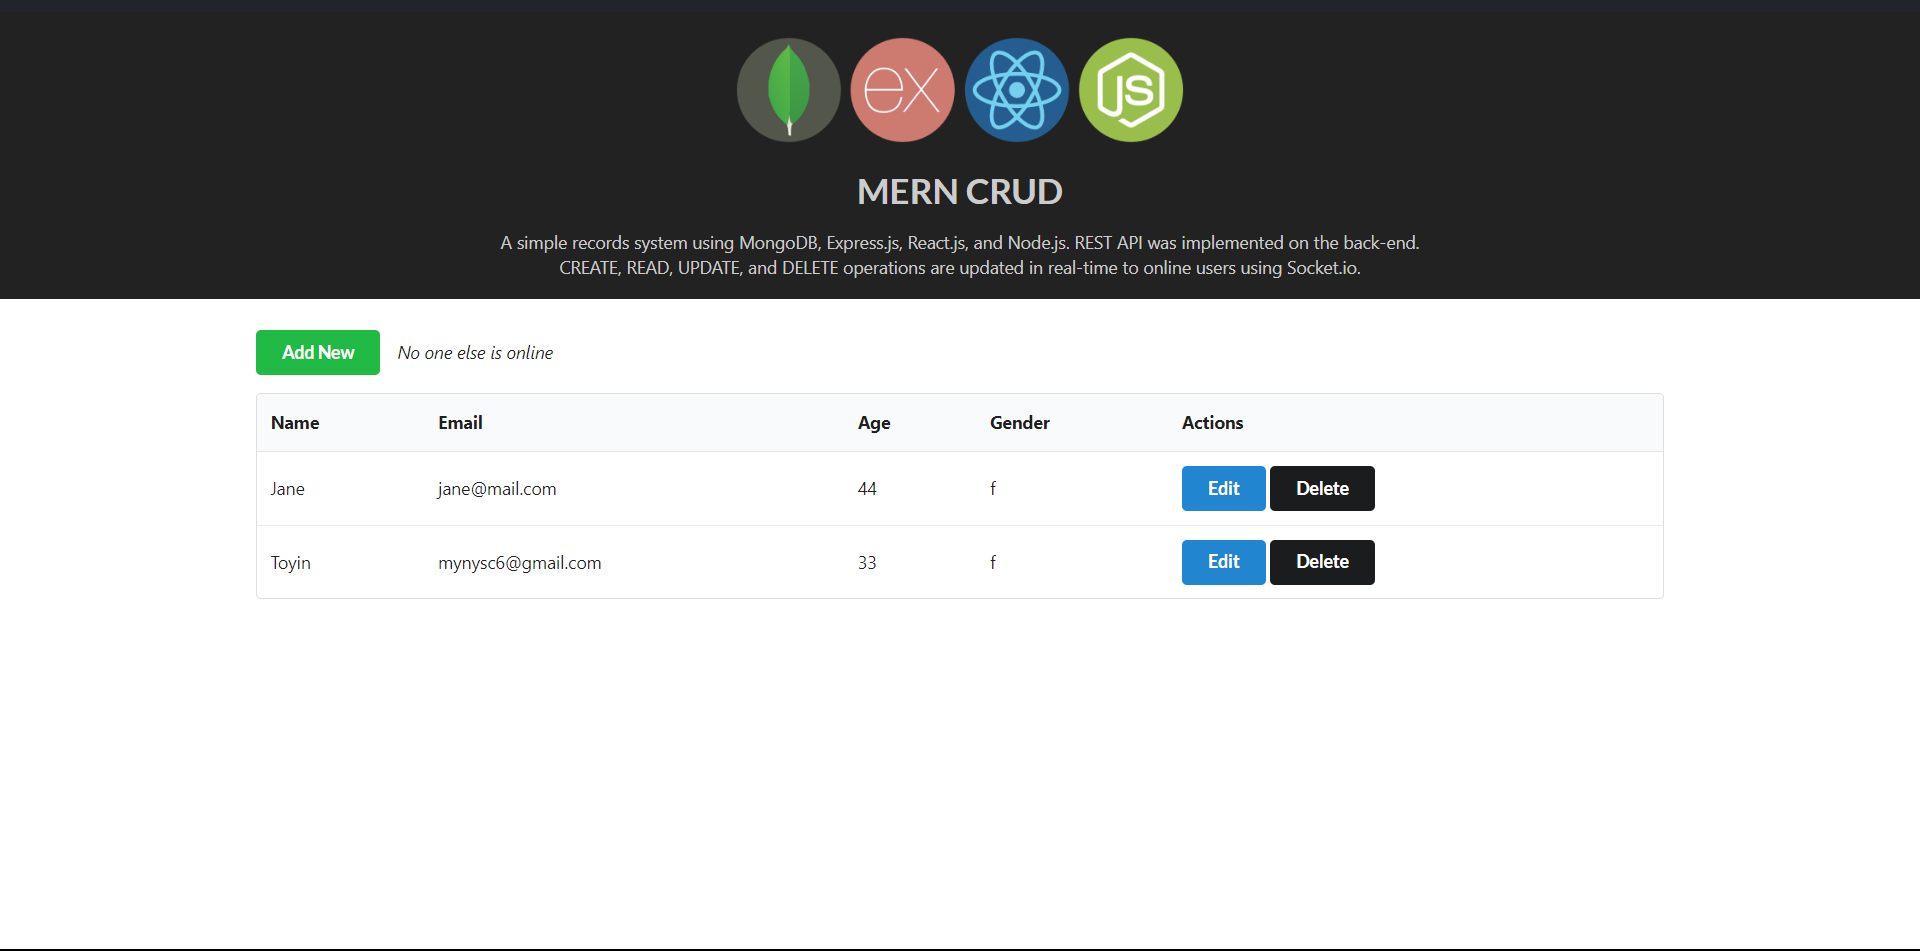 ex
JS
MERN CRUD
A simple records system using MongoDB, Express.js, React.js, and Node.js. REST API was implemented on the back-end.
CREATE, READ, UPDATE, and DELETE operations are updated in real-time to online users using Socket.io.
Add New No one else is online
Name Email Age Gender Actions
Jane jane@mail.com 44 f Edit Delete
Toyin mynysc6@gmail.com 33 f Edit Delete